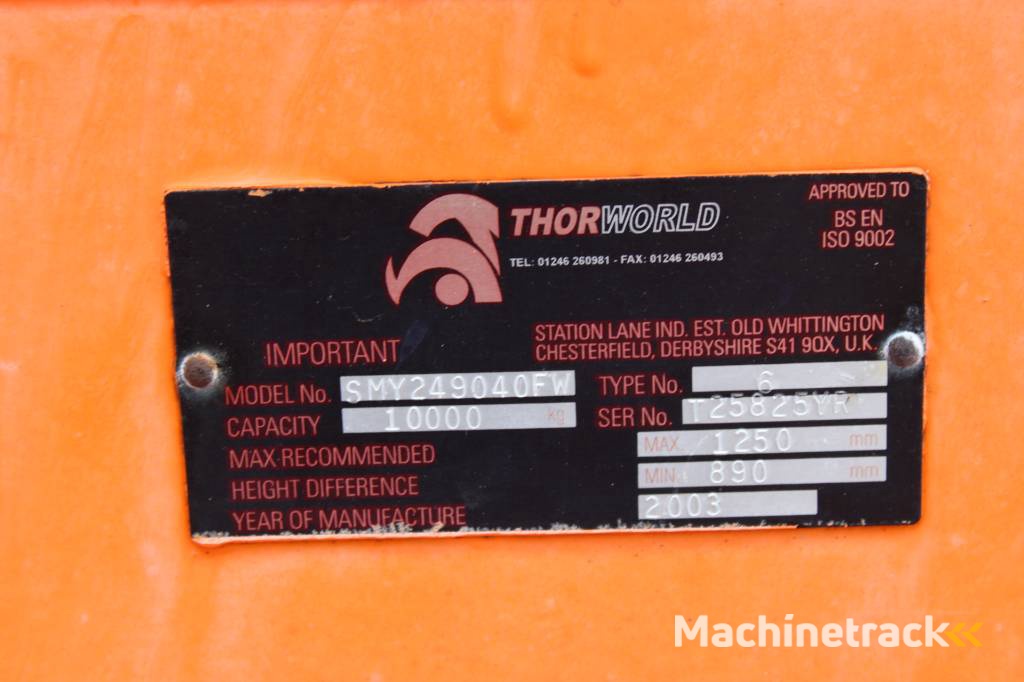 THORWORLD
TEL: 01246 260981 - FAX: 01246 260493
APPROVED TO
BS EN
ISO 9002
STATION LANE IND. EST. OLD WHITTINGTON
CHESTERFIELD, DERBYSHIRE S41 9QX, U.K.
IMPORTANT
MODEL No. SMY249040FW TYPE No. 6
CAPACITY 10000 kg SER No. T25825YR
MAX RECOMMENDED MAX. 1250 mm
HEIGHT DIFFERENCE MIN. 890 mm
YEAR OF MANUFACTURE 2003
Machinetrack